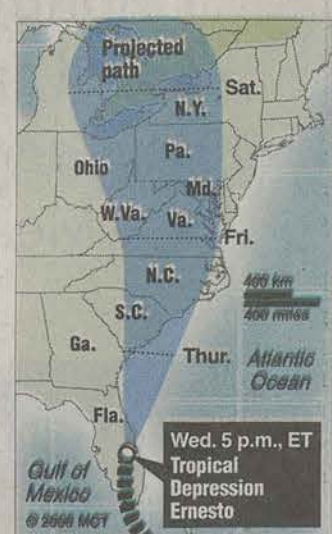 Projected
path
Sat.
N.Y.
Pa.
Ohio
Md.
W.Va.
Va.
Fri.
N.C.
400 km
400 miles
S.C.
Ga.
Thur.
Atlantic
Ocean
Fla.
Wed. 5 p.m., ET
Tropical
Depression
Ernesto
Gulf of
Mexico
© 2006 MCT